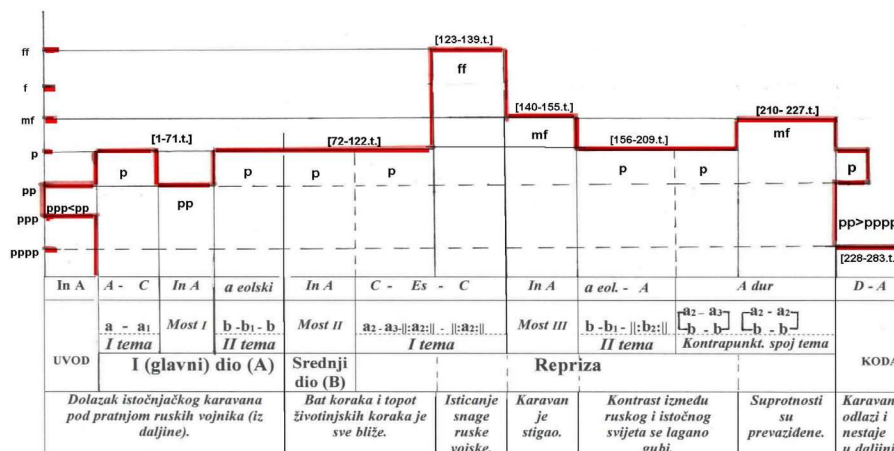 [123-139.t.]
ff
ff
f
[140-155.t.]
[210- 227.t.]
mf
mf
mf
[1-71.t.]
[72-122.t.]
[156-209.t.]
p
p
p
p
p
p
p
p
pp
ppp<pp
pp
ppp
pp>pppp
pppp
[228-283.t.]
In A
A - C
In A
a eolski
In A
C - Es - C
In A
a eol. - A
A dur
D - A
a - a1
Most I
b -b1 - b
Most II
a2 - a3-||:a2:|| - ||:a2:||
Most III
b -b1 - ||:b2:||
a2 - a3
b - b
a2 - a2
b - b
I tema
II tema
I tema
II tema
Kontrapunkt. spoj tema
UVOD
I (glavni) dio (A)
Srednji
dio (B)
Repriza
KODA
Dolazak istočnjačkog karavana
pod pratnjom ruskih vojnika (iz
daljine).
Bat koraka i topot
životinjskih koraka je
sve bliže.
Isticanje
snage
ruske
vojske.
Karavan
je
stigao.
Kontrast između
ruskog i istočnog
svijeta se lagano
gubi.
Suprotnosti
su
prevaziđene.
Karavan
odlazi i
nestaje
u daljini